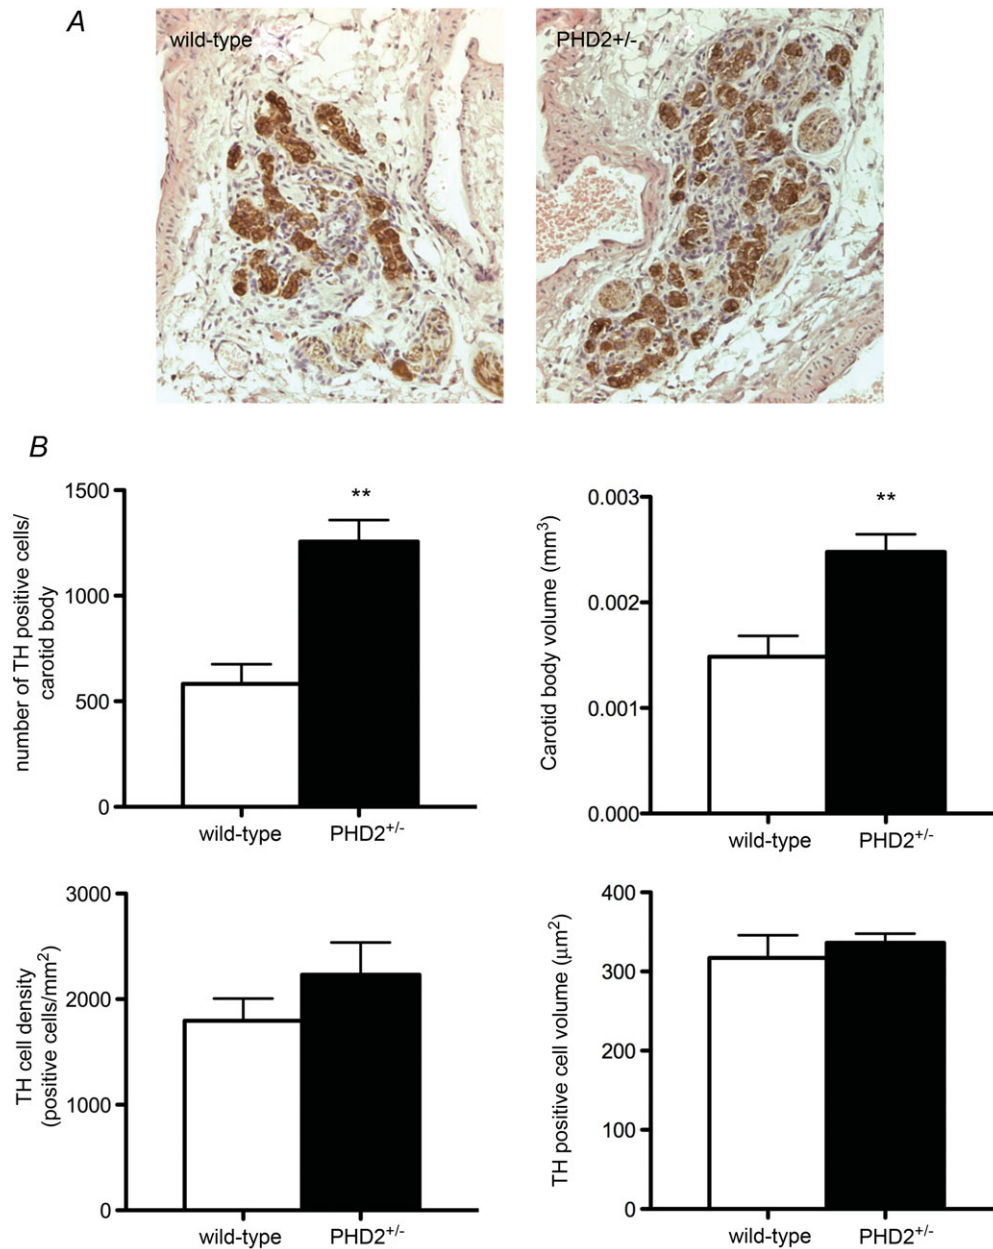 A
wild-type
PHD2+/-
B
number of TH positive cells/
carotid body
1500
1000
500
0
**
wild-type
PHD2+/-
Carotid body volume (mm3)
0.003
0.002
0.001
0.000
**
wild-type
PHD2+/-
TH cell density
(positive cells/mm2)
3000
2000
1000
0
wild-type
PHD2+/-
TH positive cell volume (µm2)
400
300
200
100
0
wild-type
PHD2+/-